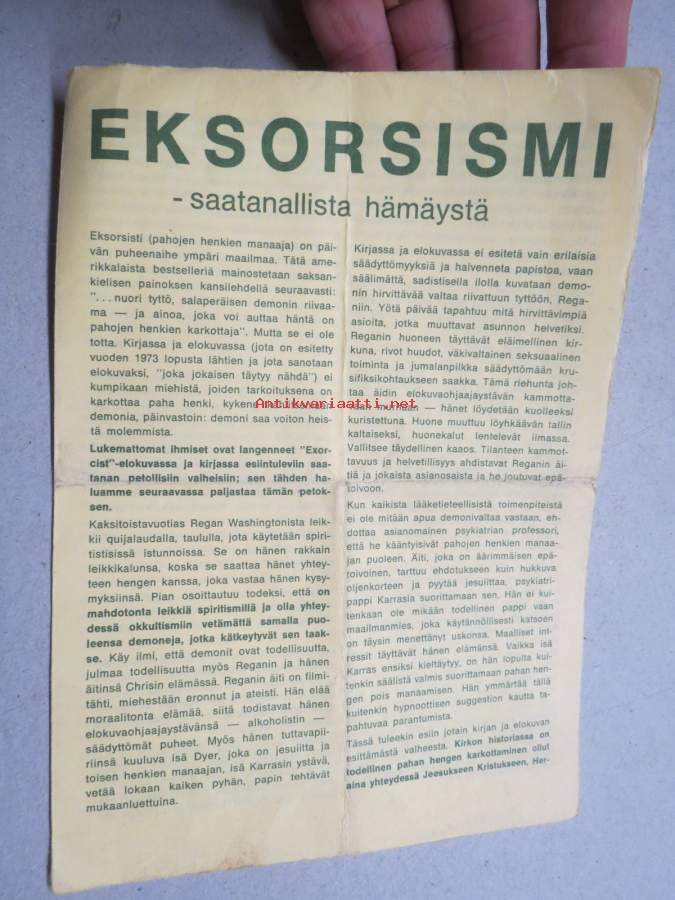 EKSORSISMI
- saatanallista hämäystä
Eksorsisti (pahojen henkien manaaja) on päi-
vän puheenaihe ympäri maailmaa. Tätä ame-
rikkalaista bestselleriä mainostetaan saksan-
kielisen painoksen kansilehdellä seuraavasti:
"... nuori tyttö, salaperäisen demonin riivaa-
ma — ja ainoa, joka voi auttaa häntä on
pahojen henkien karkottaja". Mutta se ei ole
totta. Kirjassa ja elokuvassa (jota on esitetty
vuoden 1973 lopusta lähtien ja jota sanotaan
elokuvaksi, "joka jokaisen täytyy nähdä") ei
kumpikaan miehistä, joiden tarkoituksena on
karkottaa paha henki, kykene
demonia, päinvastoin: demoni saa voiton heis-
tä molemmista.
Lukemattomat ihmiset ovat langenneet "Exor-
cist"-elokuvassa ja kirjassa esiintuleviin saa-
tanan petollisiin valheisiin; sen tähden ha-
luamme seuraavassa paljastaa tämän petok-
sen.
Kaksitoistavuotias Regan Washingtonista leik-
kii quijalaudalla, taululla, jota käytetään spiri-
tistisissä istunnoissa. Se on hänen rakkain
leikkikalunsa, koska se saattaa hänet yhtey-
teen hengen kanssa, joka vastaa hänen kysy-
myksiinsä. Pian osoittautuu todeksi, että on
mahdotonta leikkiä spiritismillä ja olla yhtey-
dessä okkultismiin vetämättä samalla puo-
leensa demoneja, jotka kätkeytyvät sen taak-
se. Käy ilmi, että demonit ovat todellisuutta,
julmaa todellisuutta myös Reganin ja hänen
äitinsä Chrisin elämässä. Reganin äiti on filmi-
tähti, miehestään eronnut ja ateisti. Hän elää
moraalitonta elämää, siitä todistavat hänen
elokuvaohjaajaystävänsä — alkoholistin —
säädyttömät puheet. Myös hänen tuttavapii-
riinsä kuuluva isä Dyer, joka on jesuiitta ja
toisen henkien manaajan, isä Karrasin ystävä,
vetää lokaan kaiken pyhän, papin tehtävät
mukaanluettuina.
Kirjassa ja elokuvassa ei esitetä vain erilaisia
säädyttömyyksiä ja halvenneta papistoa, vaan
säälimättä, sadistisella ilolla kuvataan demo-
nin hirvittävää valtaa riivattuun tyttöön, Rega-
niin. Yötä päivää tapahtuu mitä hirvittävimpiä
asioita, jotka muuttavat asunnon helvetiksi.
Reganin huoneen täyttävät eläimellinen kir-
kuna, rivot huudot, väkivaltainen seksuaalinen
toiminta ja jumalanpilkka säädyttömään kru-
sifiksikohtaukseen saakka. Tämä riehunta joh-
taa äidin elokuvaohjaajaystävän kammotta-
vaan murhaan — hänet löydetään kuolleeksi
kuristettuna. Huone muuttuu löyhkäävän tallin
kaltaiseksi, huonekalut lentelevät ilmassa.
Vallitsee täydellinen kaaos. Tilanteen kammot-
tavuus ja helvetillisyys ahdistavat Reganin äi-
tiä ja jokaista asianosaista ja he joutuvat epä-
toivoon.
Kun kaikista lääketieteellisistä toimenpiteistä
ei ole mitään apua demonivaltaa vastaan, eh-
dottaa asianomainen psykiatrian professori,
että he kääntyisivät pahojen henkien manaa-
jan puoleen. Äiti, joka on äärimmäisen epä-
toivoinen, tarttuu ehdotukseen kuin hukkuva
oljenkorteen ja pyytää jesuiitta, psykiatri-
pappi Karrasia suorittamaan sen. Hän ei kui-
tenkaan ole mikään todellinen pappi vaan
maailmanmies, joka käytännöllisesti katsoen
on täysin menettänyt uskonsa. Maalliset int-
ressit täyttävät hänen elämänsä. Vaikka isä
Karras ensiksi kieltäytyy, on hän lopulta kui-
tenkin säälistä valmis suorittamaan pahan hen-
gen pois manaamisen. Hän ymmärtää tällä
kuitenkin hypnoottisen suggestion kautta ta-
pahtuvaa parantumista.
Tässä tuleekin esiin jotain kirjan ja elokuvan
esittämästä valheesta. Kirkon historiassa on
todellinen pahan hengen karkottaminen ollut
aina yhteydessä Jeesukseen Kristukseen, Her-
Antikvariaatti.net